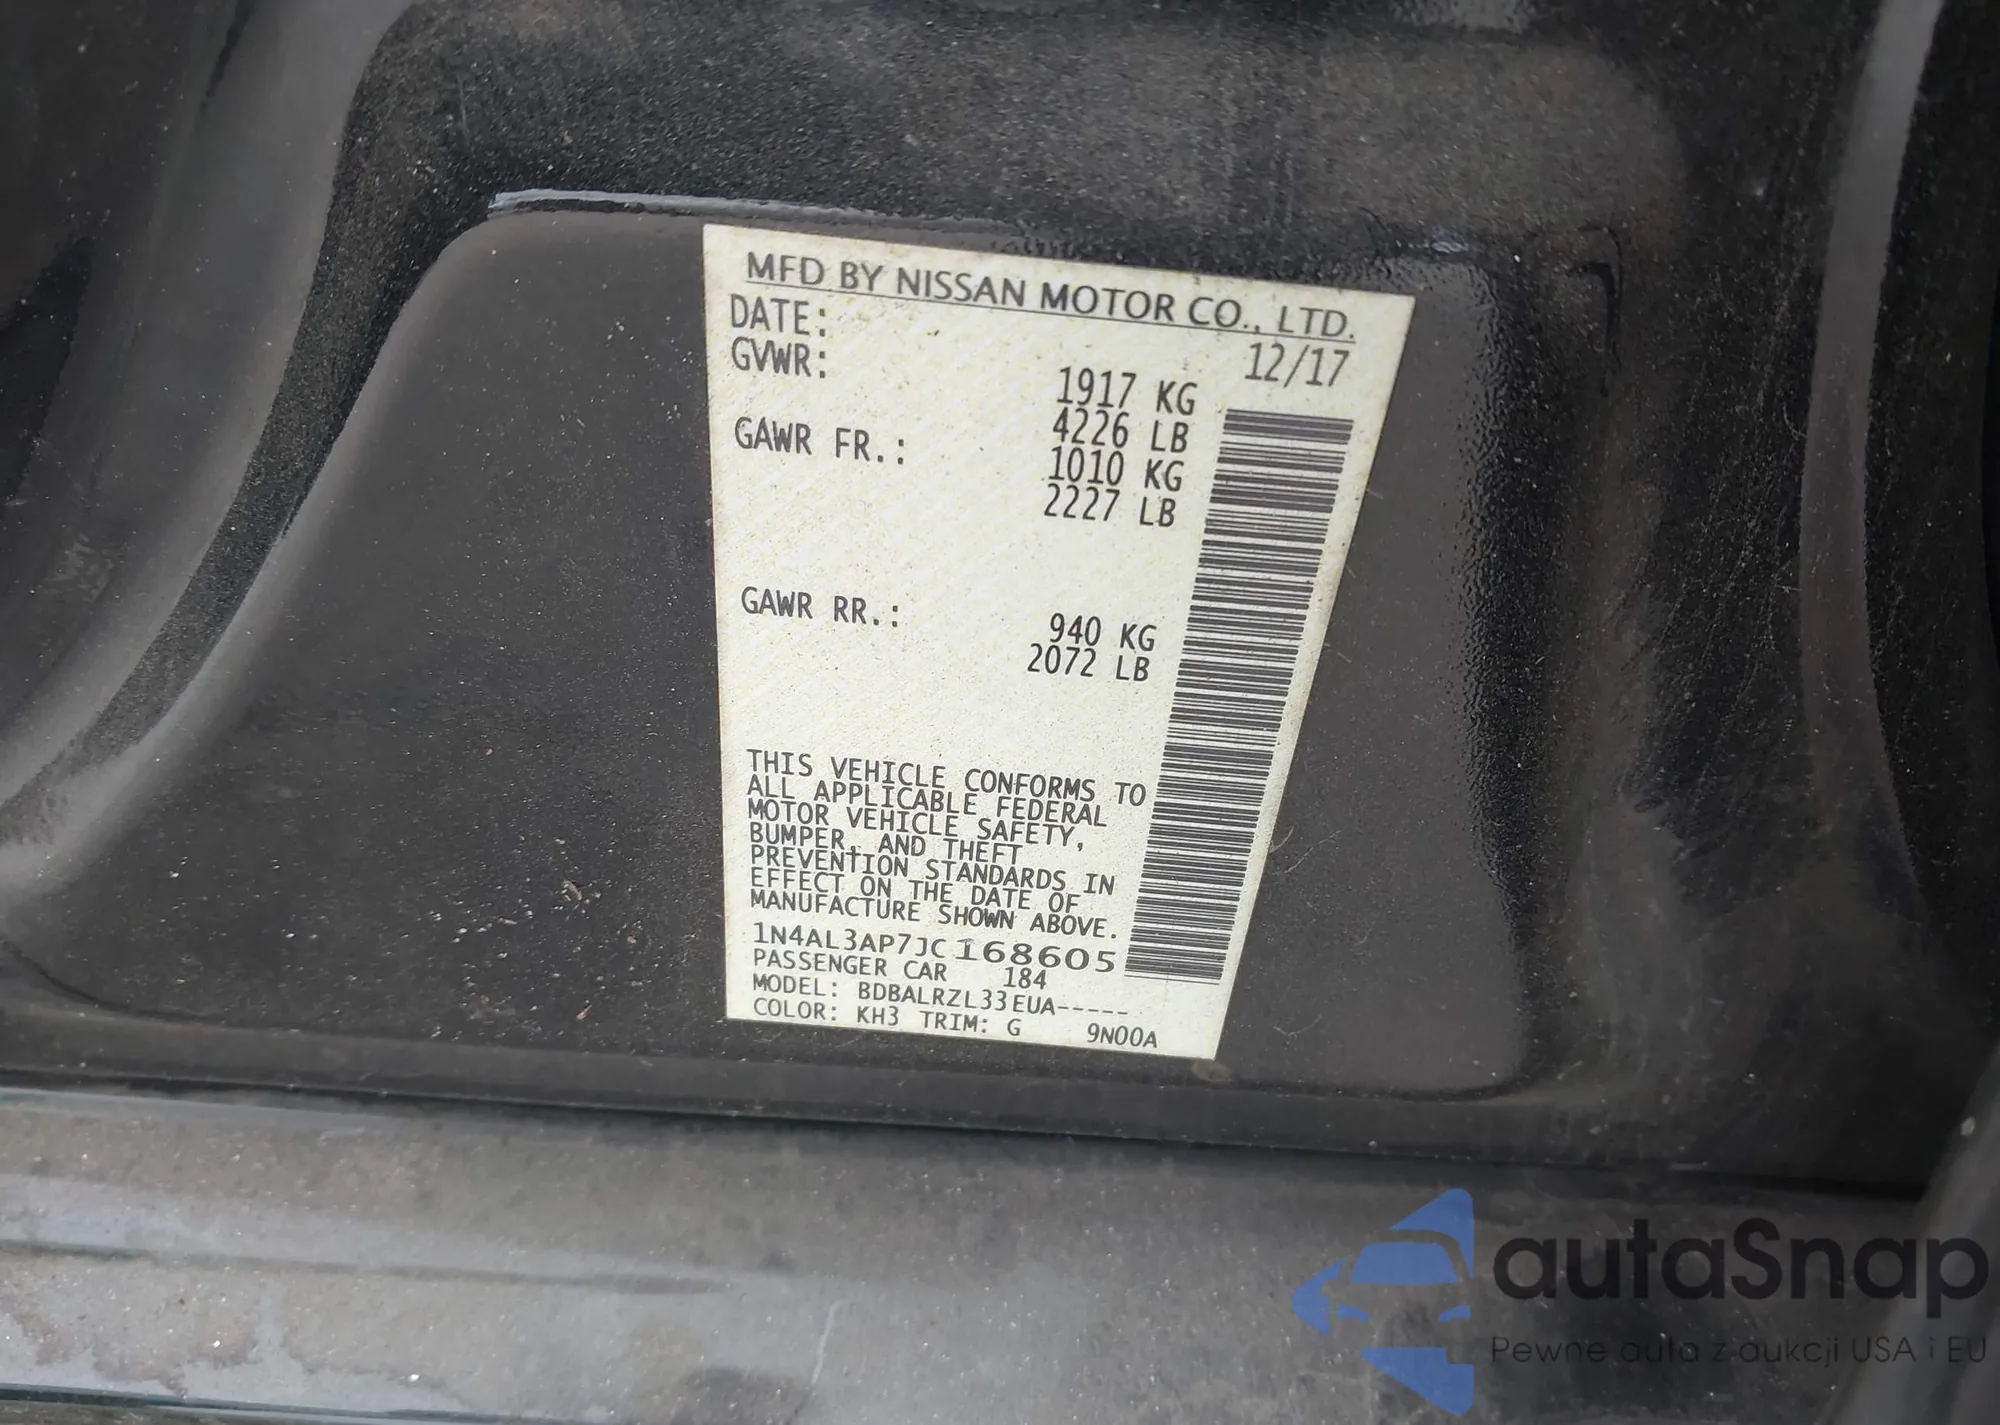 MFD BY NISSAN MOTOR CO., LTD.
DATE: 12/17
GVWR: 1917 KG
4226 LB
GAWR FR.: 1010 KG
2227 LB
GAWR RR.: 940 KG
2072 LB
THIS VEHICLE CONFORMS TO
ALL APPLICABLE FEDERAL
MOTOR VEHICLE SAFETY,
BUMPER, AND THEFT
PREVENTION STANDARDS IN
EFFECT ON THE DATE OF
MANUFACTURE SHOWN ABOVE.
1N4AL3AP7JC168605
PASSENGER CAR 184
MODEL: BDBALRZL33EUA-----
COLOR: KH3 TRIM: G 9N00A
autaSnap
Pewne auta z aukcji USA i EU